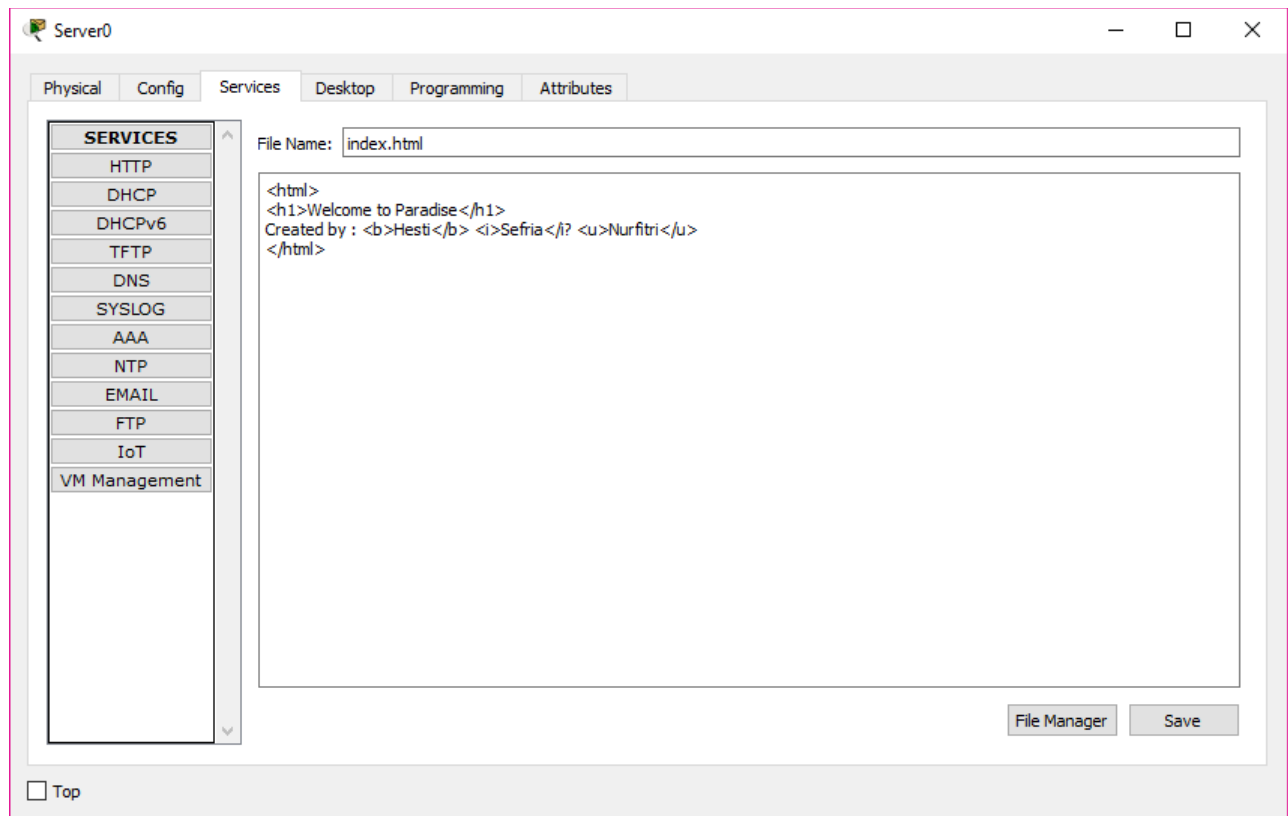 Server0
Physical Config Services Desktop Programming Attributes
SERVICES
HTTP
DHCP
DHCPv6
TFTP
DNS
SYSLOG
AAA
NTP
EMAIL
FTP
IoT
VM Management
File Name: index.html
<html>
<h1>Welcome to Paradise</h1>
Created by : <b>Hesti</b> <i>Sefria</i? <u>Nurfitri</u>
</html>
File Manager Save
Top